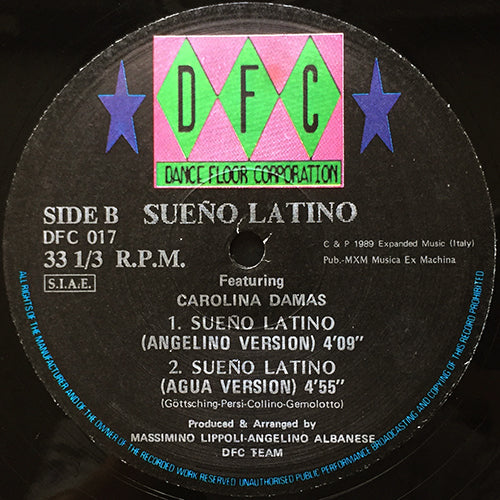 DFC
DANCE FLOOR CORPORATION
SIDE B SUEÑO LATINO
DFC 017
33 1/3 R.P.M.
S.I.A.E.
C & P 1989 Expanded Music (Italy)
Pub.-MXM Musica Ex Machina
Featuring
CAROLINA DAMAS
1. SUEÑO LATINO
(ANGELINO VERSION) 4'09"
2. SUEÑO LATINO
(AGUA VERSION) 4'55"
(Göttsching-Persi-Collino-Gemolotto)
Produced & Arranged by
MASSIMINO LIPPOLI-ANGELINO ALBANESE
DFC TEAM
ALL RIGHTS OF THE MANUFACTURER AND OF THE OWNER OF THE RECORDED WORK RESERVED UNAUTHORISED PUBLIC PERFORMANCE BROADCASTING AND COPYING OF THIS RECORD PROHIBITED